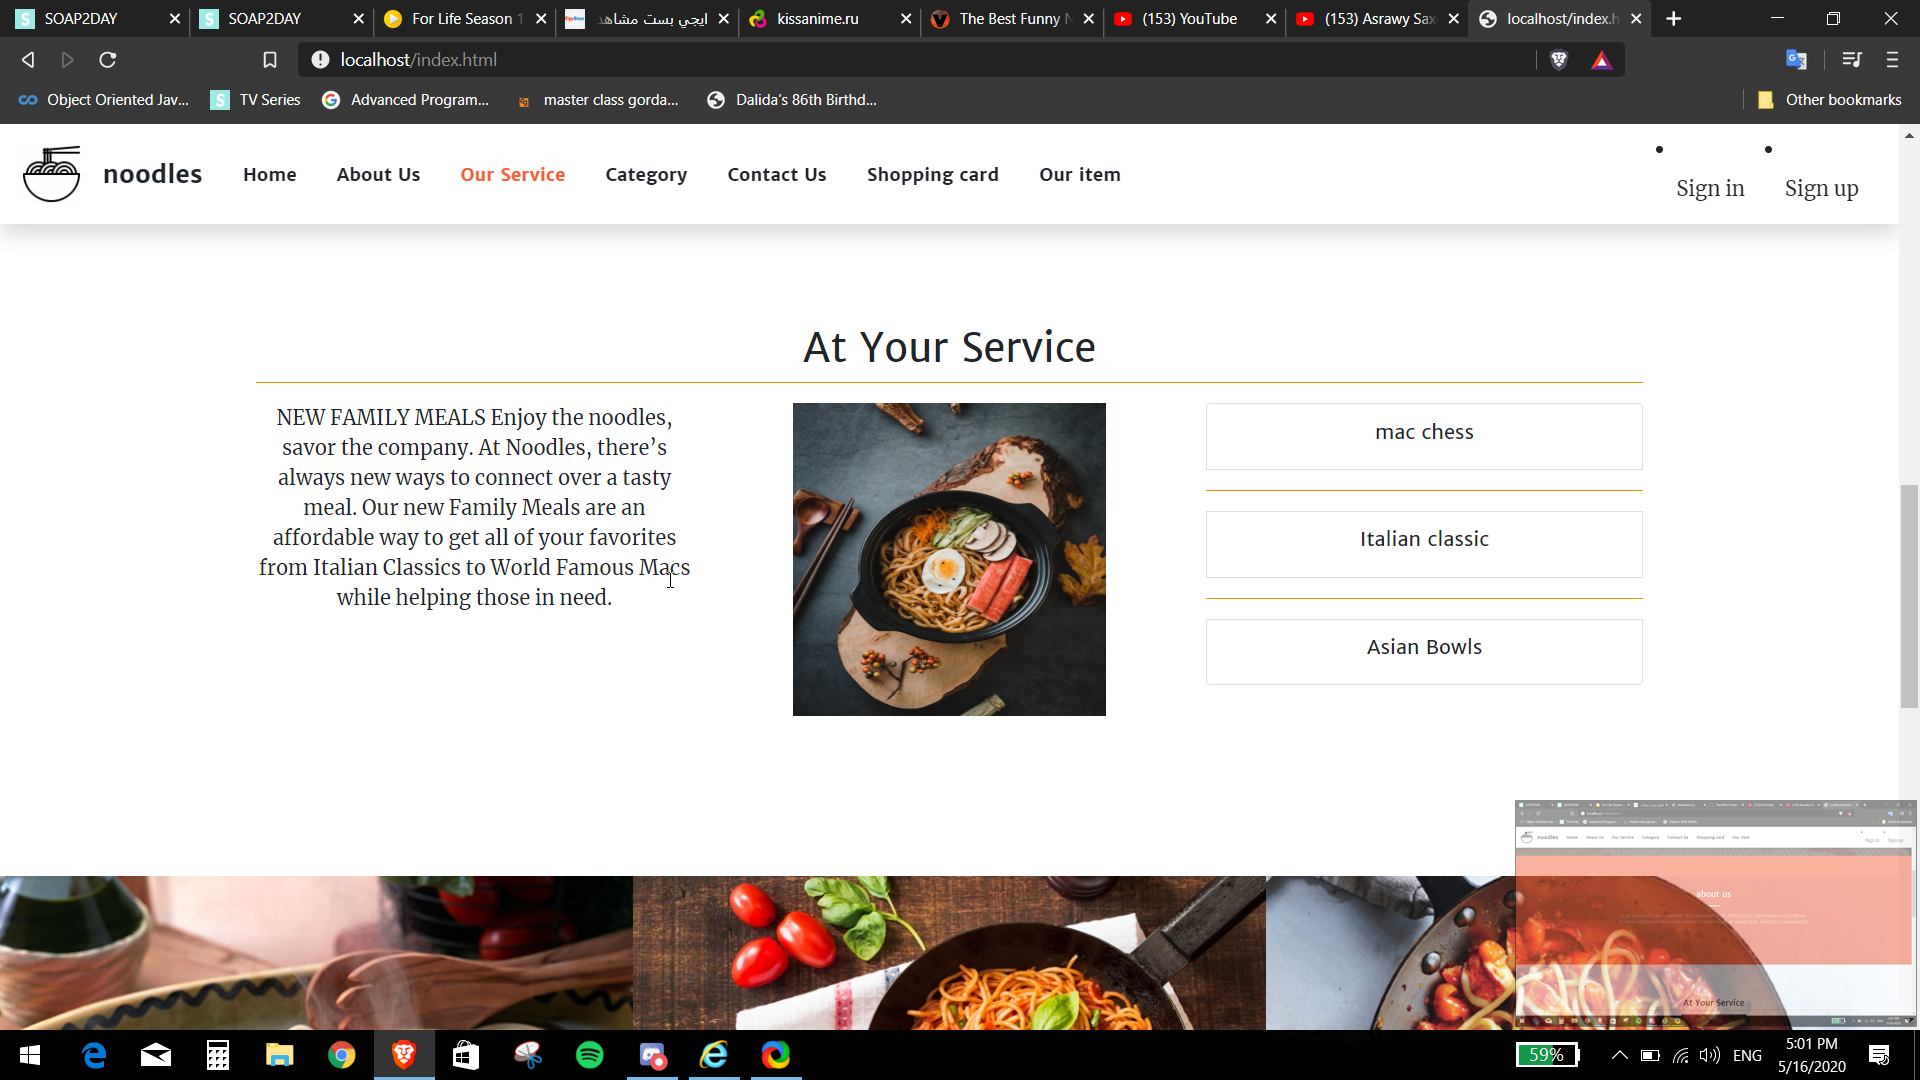 SOAP2DAY
SOAP2DAY
For Life Season 1
ايجي بست مشاهد
kissanime.ru
The Best Funny N
(153) YouTube
(153) Asrawy Sax
localhost/index.h
localhost/index.html
Object Oriented Jav...
TV Series
Advanced Program...
master class gorda...
Dalida's 86th Birthd...
Other bookmarks
noodles
Home
About Us
Our Service
Category
Contact Us
Shopping card
Our item
Sign in
Sign up
At Your Service
NEW FAMILY MEALS Enjoy the noodles,
savor the company. At Noodles, there's
always new ways to connect over a tasty
meal. Our new Family Meals are an
affordable way to get all of your favorites
from Italian Classics to World Famous Macs
while helping those in need.
mac chess
Italian classic
Asian Bowls
noodles
about us
At Your Service
59%
ENG
5:01 PM
5/16/2020